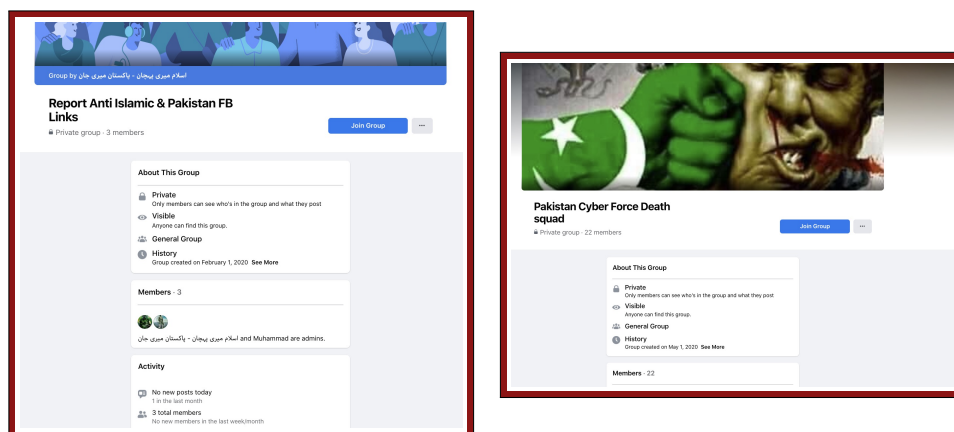 Group by اسلام میری پہچان - پاکستان میری جان
Report Anti Islamic & Pakistan FB
Links
Private group · 3 members
Join Group
About This Group
Private
Only members can see who's in the group and what they post
Visible
Anyone can find this group.
General Group
History
Group created on February 1, 2020 See More
Members · 3
اسلام میری پہچان - پاکستان میری جان and Muhammad are admins.
Activity
No new posts today
1 in the last month
3 total members
No new members in the last week/month
Pakistan Cyber Force Death
squad
Private group · 22 members
Join Group
About This Group
Private
Only members can see who's in the group and what they post
Visible
Anyone can find this group.
General Group
History
Group created on May 1, 2020 See More
Members · 22